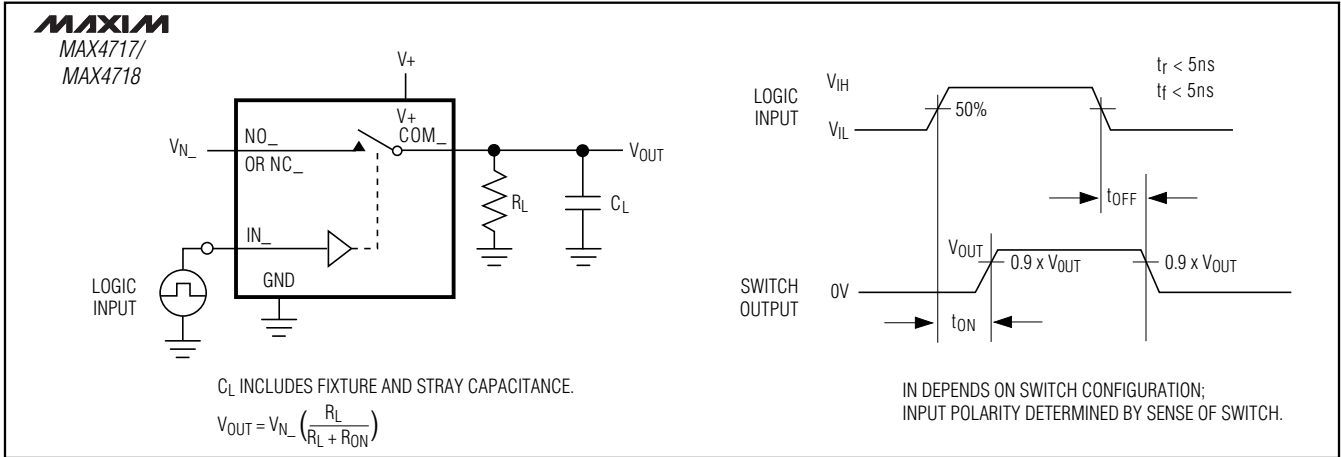 MAXIM
MAX4717/
MAX4718
V+
V+
V_N_
NO_
COM_
OR NC_
V_OUT
R_L
C_L
IN_
LOGIC
INPUT
GND
C_L INCLUDES FIXTURE AND STRAY CAPACITANCE.
V_OUT = V_N_ (R_L / (R_L + R_ON))
LOGIC
INPUT
V_IH
50%
V_IL
t_r < 5ns
t_f < 5ns
t_OFF
V_OUT
0.9 x V_OUT
0.9 x V_OUT
SWITCH
OUTPUT
0V
t_ON
IN DEPENDS ON SWITCH CONFIGURATION;
INPUT POLARITY DETERMINED BY SENSE OF SWITCH.